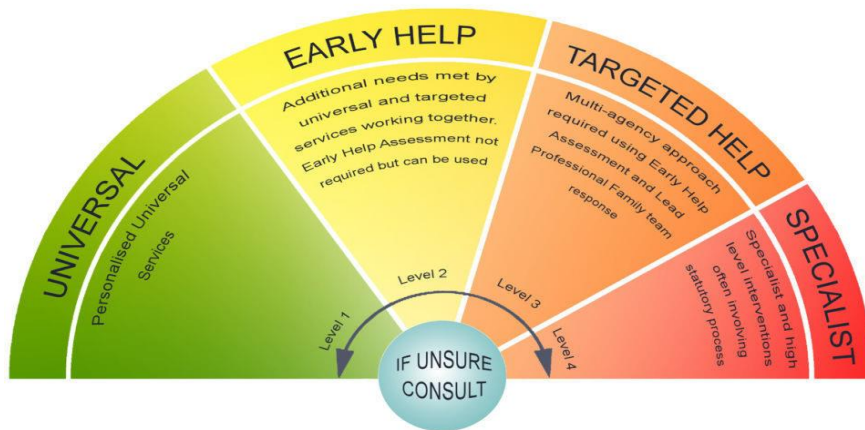 UNIVERSAL
Personalised Universal
Services
Level 1
EARLY HELP
Additional needs met by
universal and targeted
services working together.
Early Help Assessment not
required but can be used
Level 2
TARGETED HELP
Multi-agency approach
required using Early Help
Assessment and Lead
Professional Family team
response
Level 3
SPECIALIST
Specialist and high
level interventions
often involving
statutory process
Level 4
IF UNSURE
CONSULT